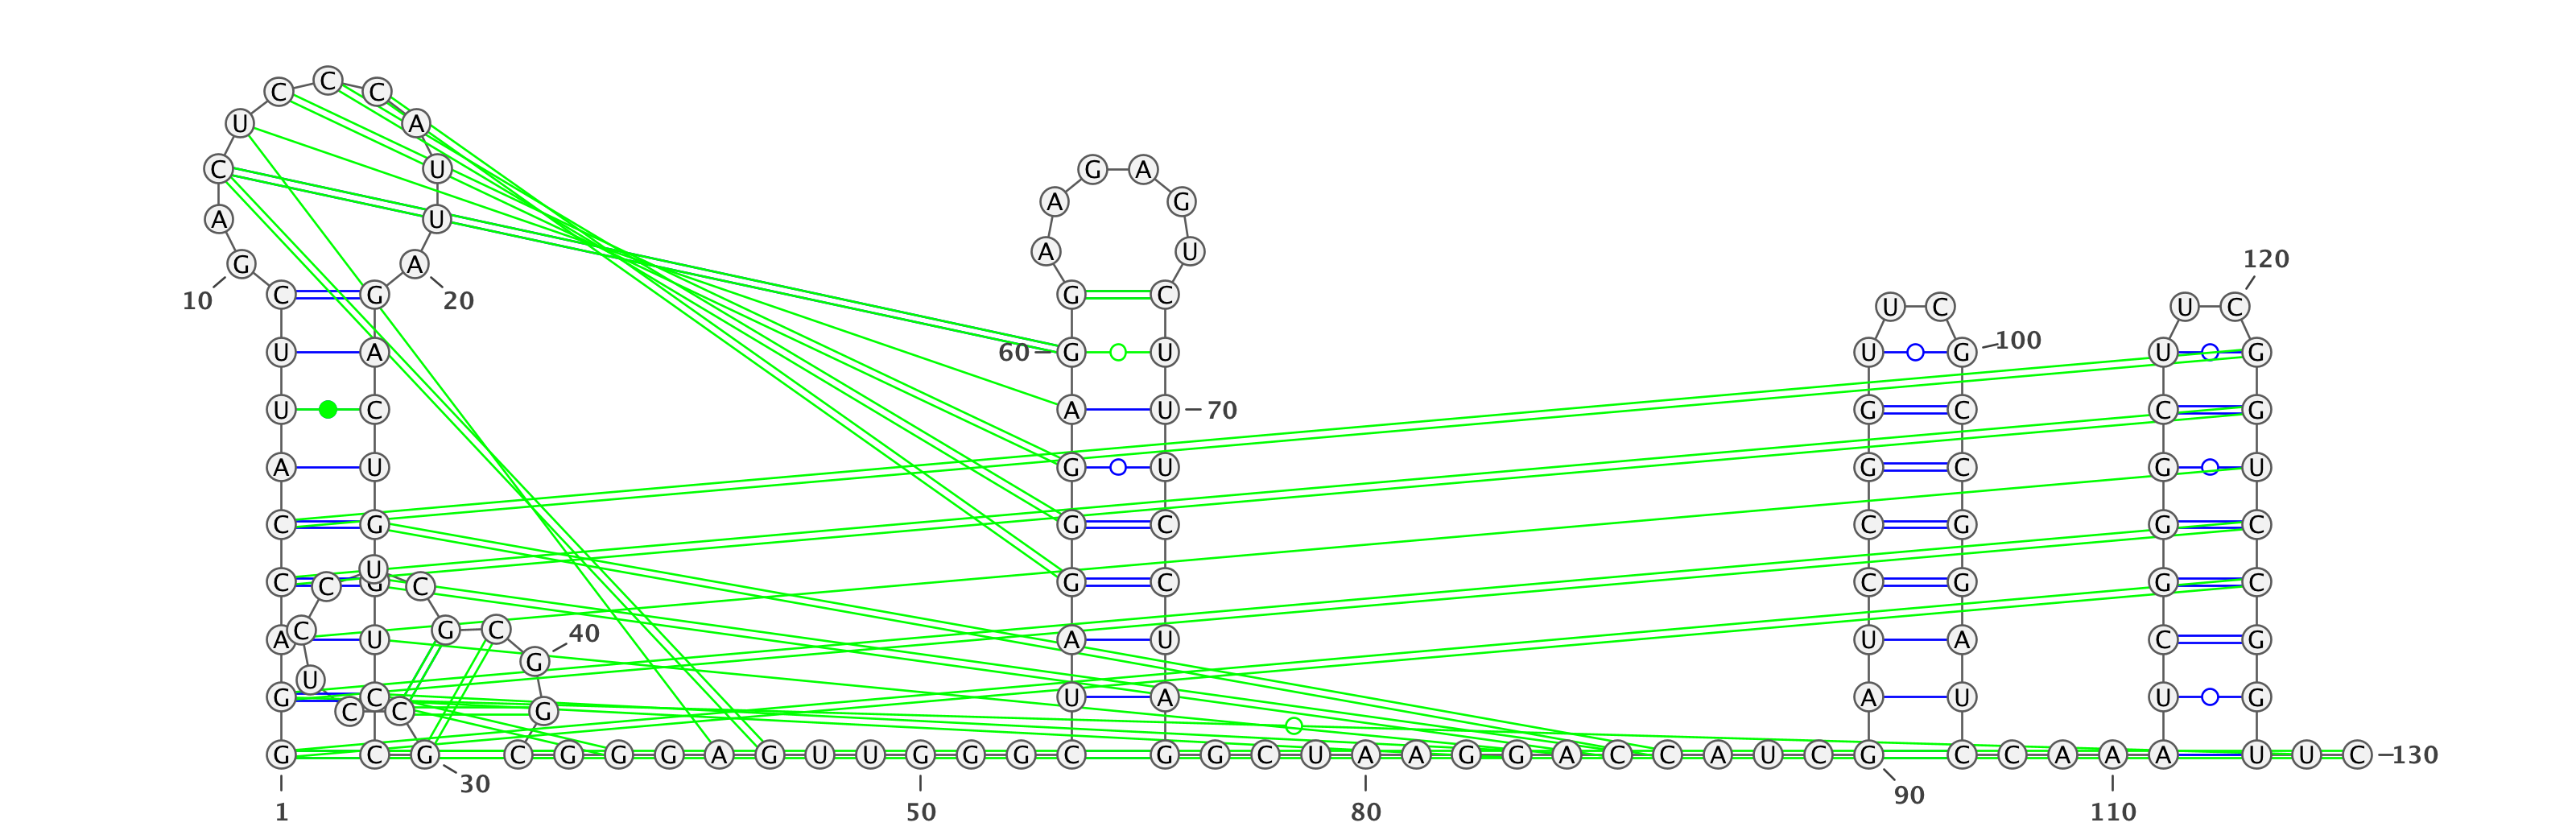 C C C
U A
C U G A
A G
A U
A U
120
G A
10 C G 20 G C U C U C
U A 60 G U U G 100 U G
U C A U 70 G C C G
A U G U G C G U
C G G C C G G C
U
C C G C G C C G G C
A C U G C 40 A U U A C G
G
U
G C U A A U U G
C C G
G C G C G G G A G U U G G G C G G C U A A G G A C C A U C G C C A A A U U C 130
30 90
1 50 80 110